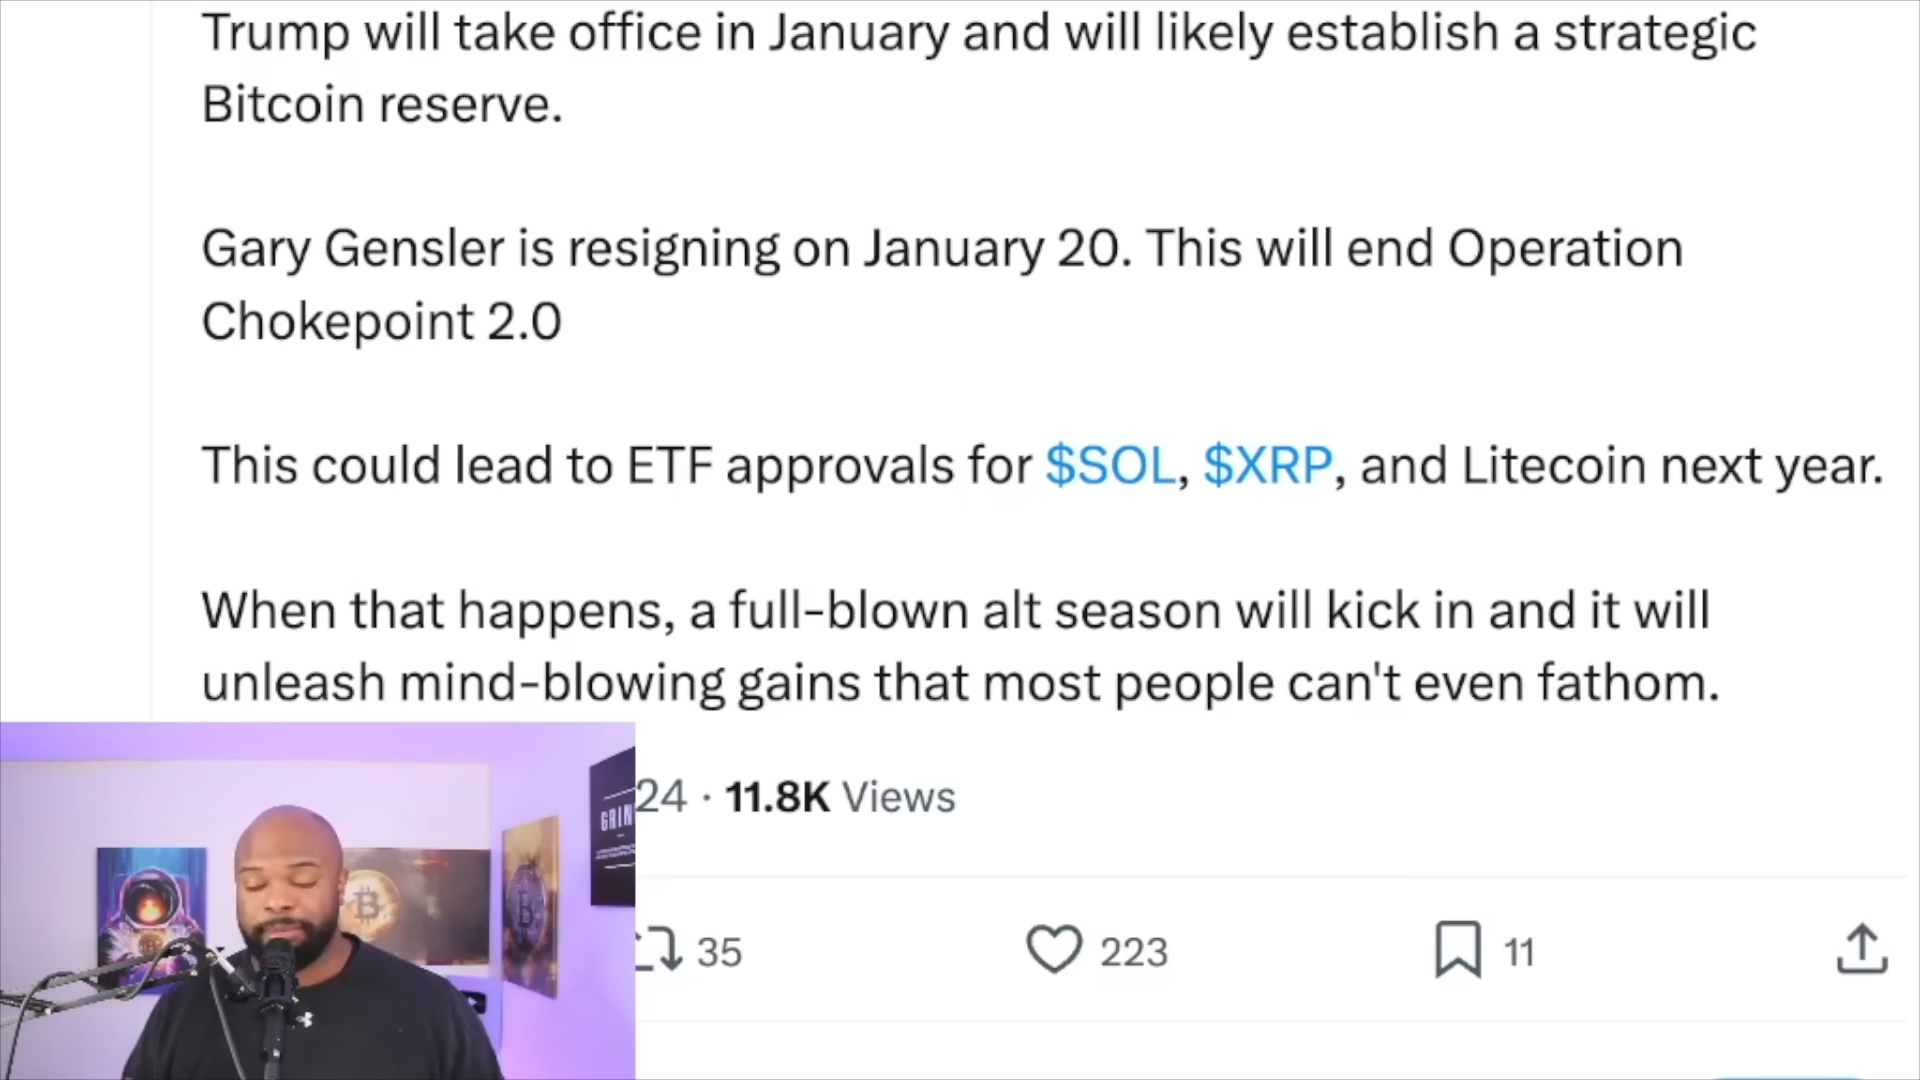 Trump will take office in January and will likely establish a strategic
Bitcoin reserve.
Gary Gensler is resigning on January 20. This will end Operation
Chokepoint 2.0
This could lead to ETF approvals for $SOL, $XRP, and Litecoin next year.
When that happens, a full-blown alt season will kick in and it will
unleash mind-blowing gains that most people can't even fathom.
24 · 11.8K Views
35 223 11
GRIN